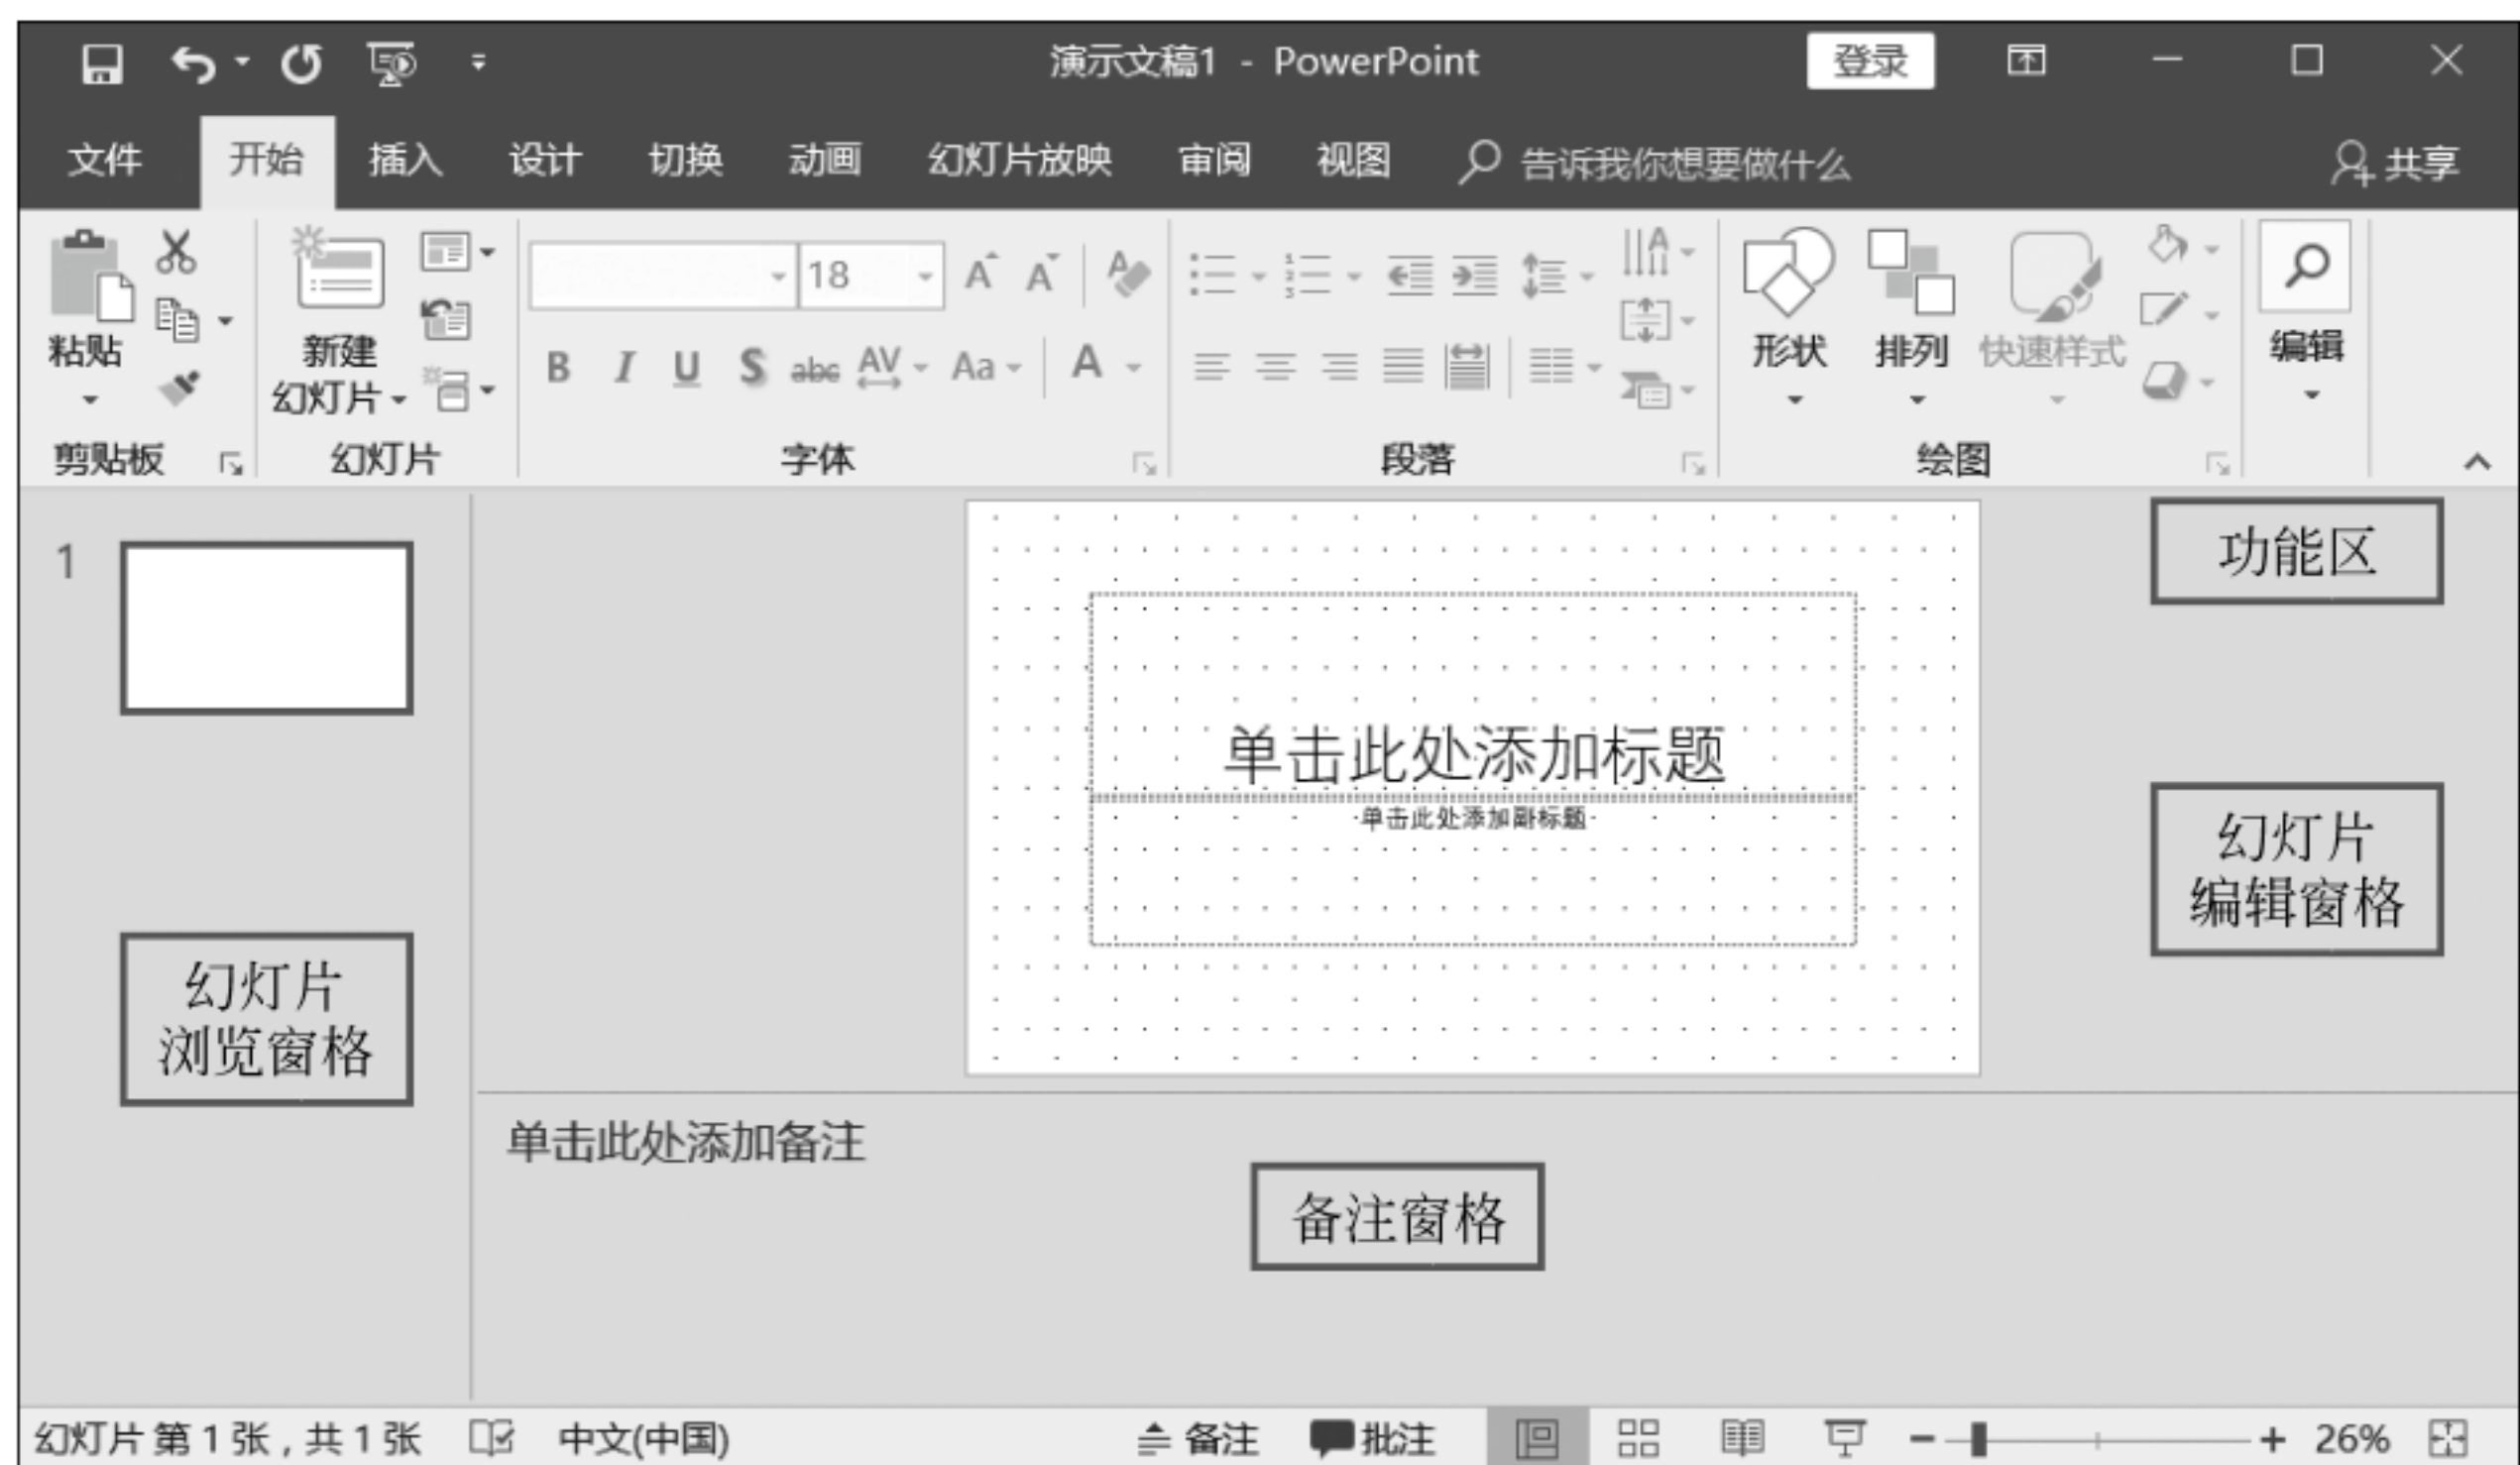 演示文稿1 - PowerPoint
登录
文件 开始 插入 设计 切换 动画 幻灯片放映 审阅 视图 告诉我你想要做什么 共享
18
粘贴 新建 形状 排列 快速样式 编辑
幻灯片
B I U S abc AV Aa A
剪贴板 幻灯片 字体 段落 绘图
1
功能区
单击此处添加标题
单击此处添加副标题
幻灯片
编辑窗格
幻灯片
浏览窗格
单击此处添加备注
备注窗格
幻灯片 第 1 张，共 1 张 中文(中国) 备注 批注 26%